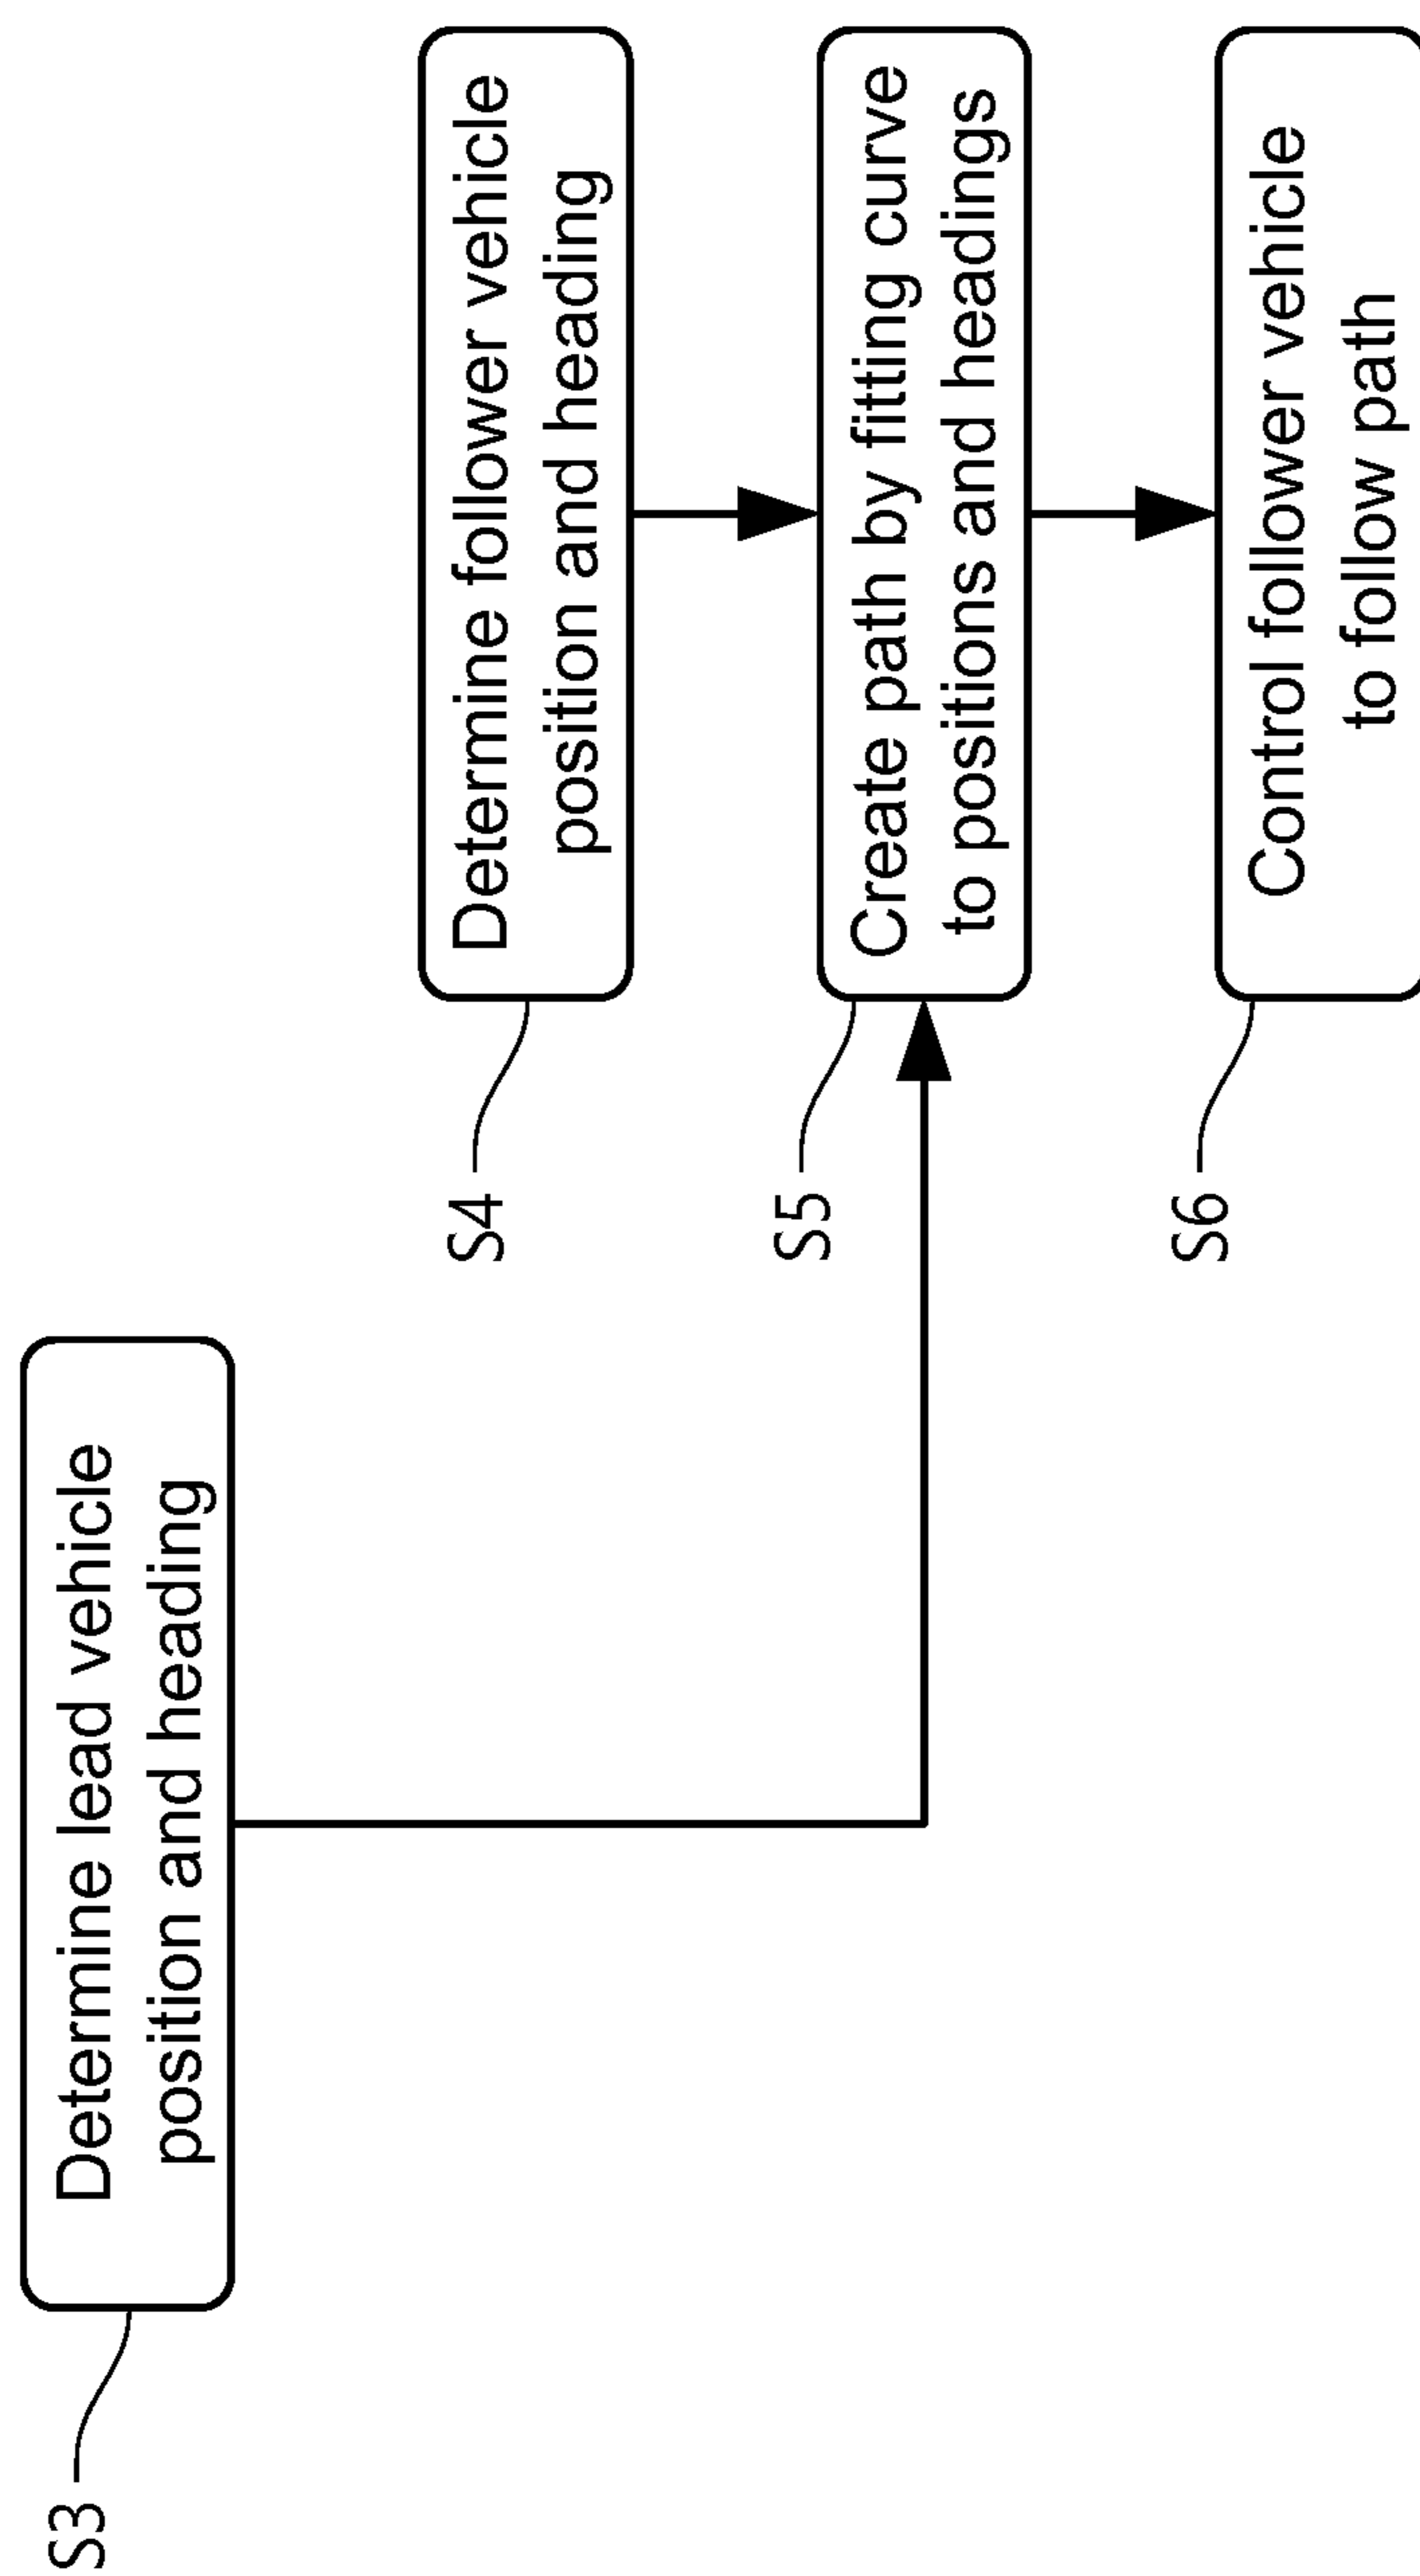 S3
Determine lead vehicle
position and heading
S4
Determine follower vehicle
position and heading
S5
Create path by fitting curve
to positions and headings
S6
Control follower vehicle
to follow path